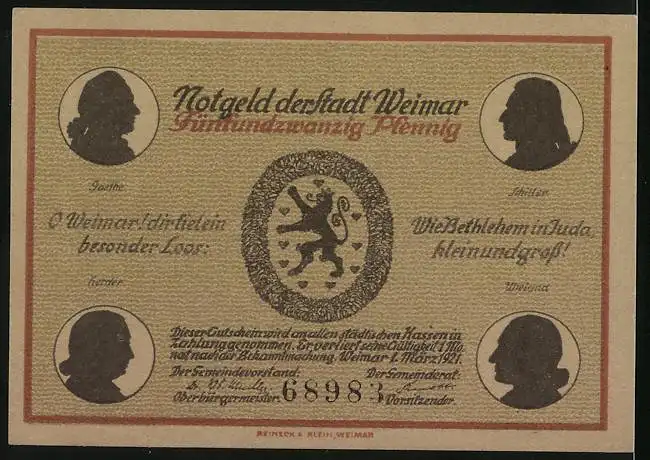 Notgeld der Stadt Weimar
Fünfundzwanzig Pfennig
Goethe
Schiller
O Weimar! dir fiel ein
besonder Loos:
Wie Bethlehem in Juda,
klein und groß!
Herder
Wieland
Dieser Gutschein wird an allen städtischen Kassen in
Zahlung genommen. Er verliert seine Gültigkeit 1 Mo-
nat nach der Bekanntmachung. Weimar 1. März 1921.
Der Gemeindevorstand:
Der Gemeinderat:
Oberbürgermeister.
68983
Vorsitzender.
REINECK & KLEIN, WEIMAR